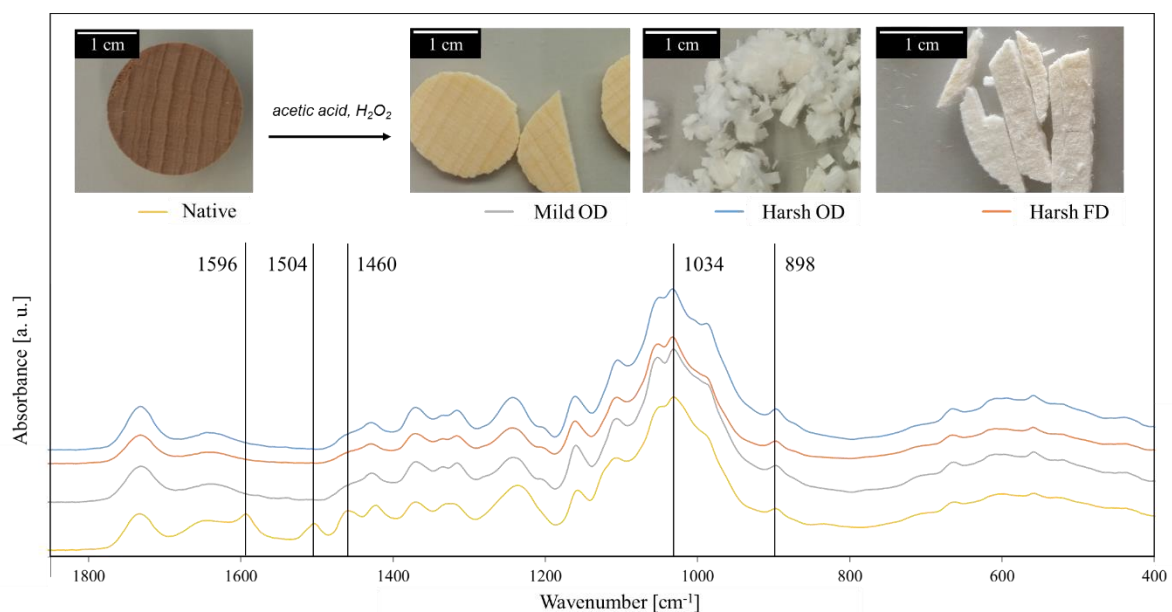 1 cm
acetic acid, H₂O₂
1 cm
1 cm
1 cm
Native
Mild OD
Harsh OD
Harsh FD
1596
1504
1460
1034
898
Absorbance [a. u.]
1800
1600
1400
1200
1000
800
600
400
Wavenumber [cm⁻¹]